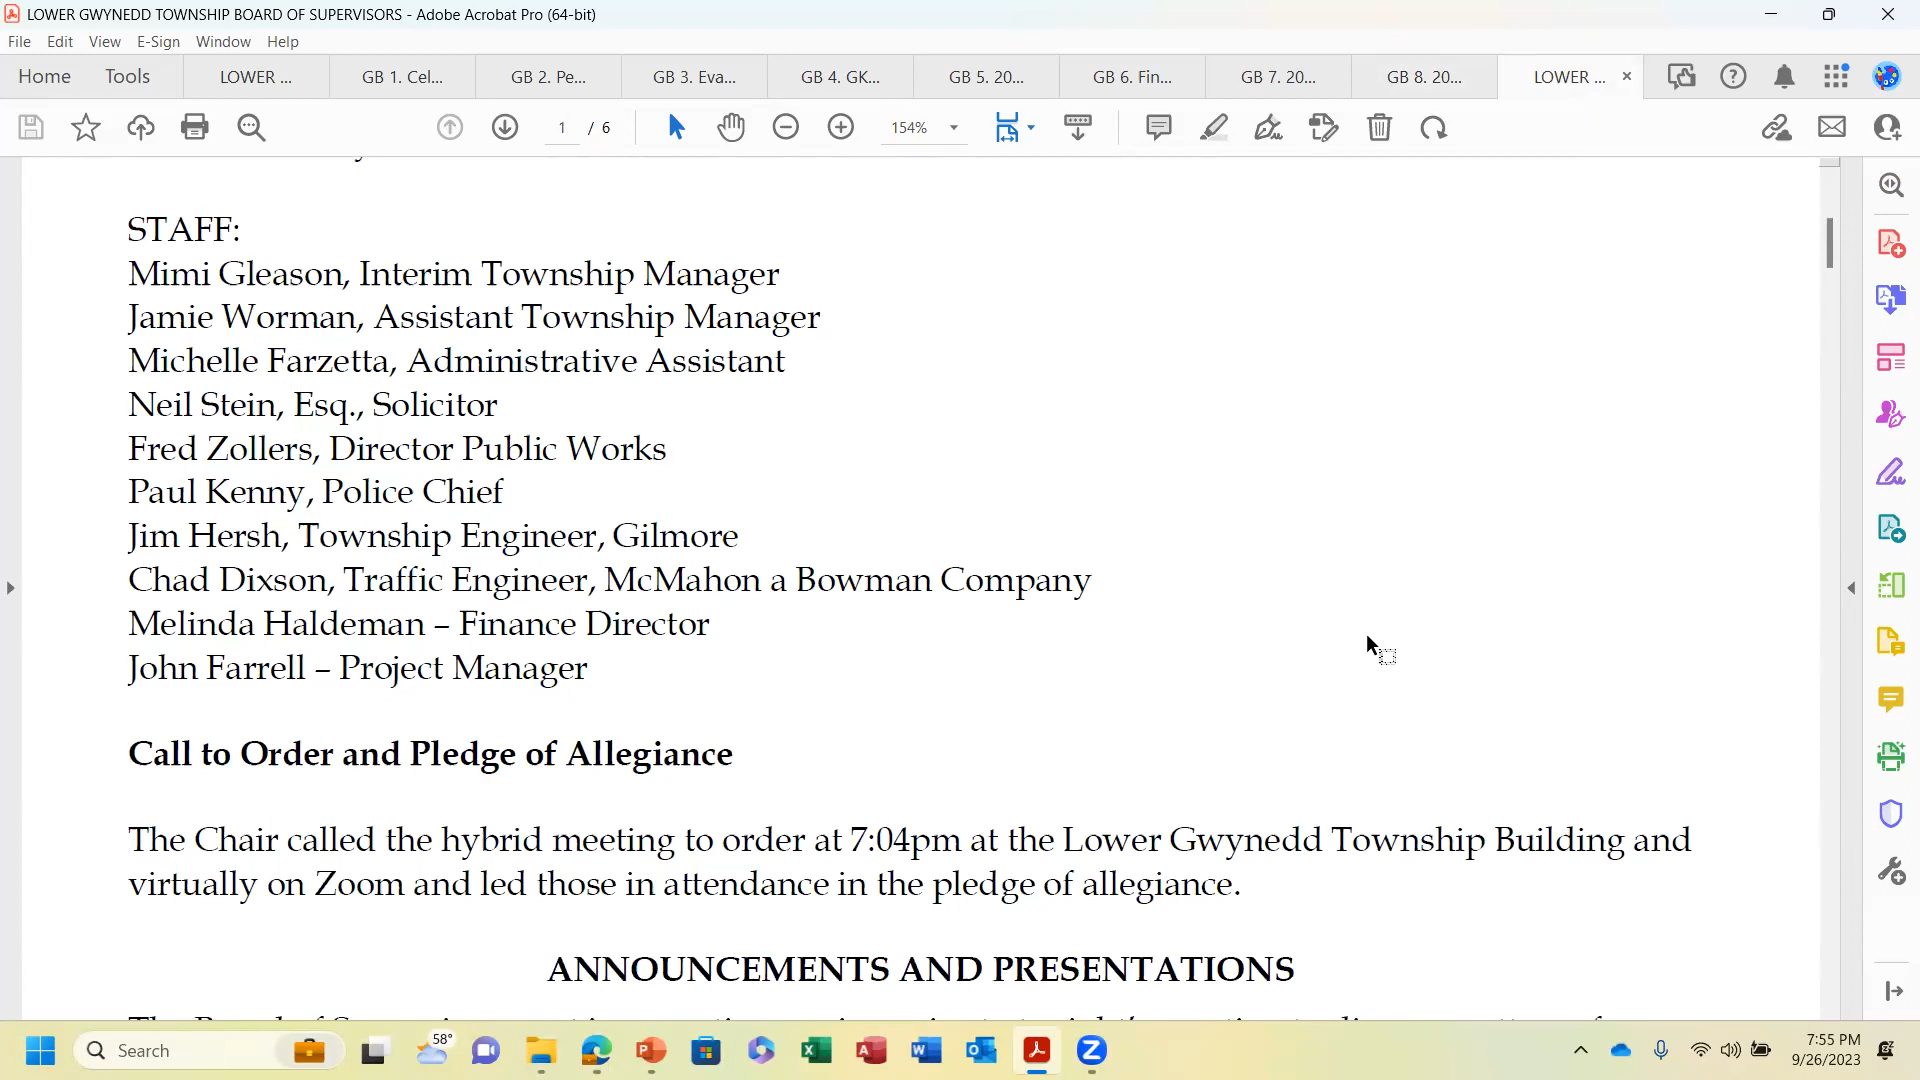 LOWER GWYNEDD TOWNSHIP BOARD OF SUPERVISORS - Adobe Acrobat Pro (64-bit)
File Edit View E-Sign Window Help
Home Tools LOWER ... GB 1. Cel... GB 2. Pe... GB 3. Eva... GB 4. GK... GB 5. 20... GB 6. Fin... GB 7. 20... GB 8. 20... LOWER ...
1 / 6 154%
STAFF:
Mimi Gleason, Interim Township Manager
Jamie Worman, Assistant Township Manager
Michelle Farzetta, Administrative Assistant
Neil Stein, Esq., Solicitor
Fred Zollers, Director Public Works
Paul Kenny, Police Chief
Jim Hersh, Township Engineer, Gilmore
Chad Dixson, Traffic Engineer, McMahon a Bowman Company
Melinda Haldeman – Finance Director
John Farrell – Project Manager
Call to Order and Pledge of Allegiance
The Chair called the hybrid meeting to order at 7:04pm at the Lower Gwynedd Township Building and
virtually on Zoom and led those in attendance in the pledge of allegiance.
ANNOUNCEMENTS AND PRESENTATIONS
Search
58°
7:55 PM
9/26/2023